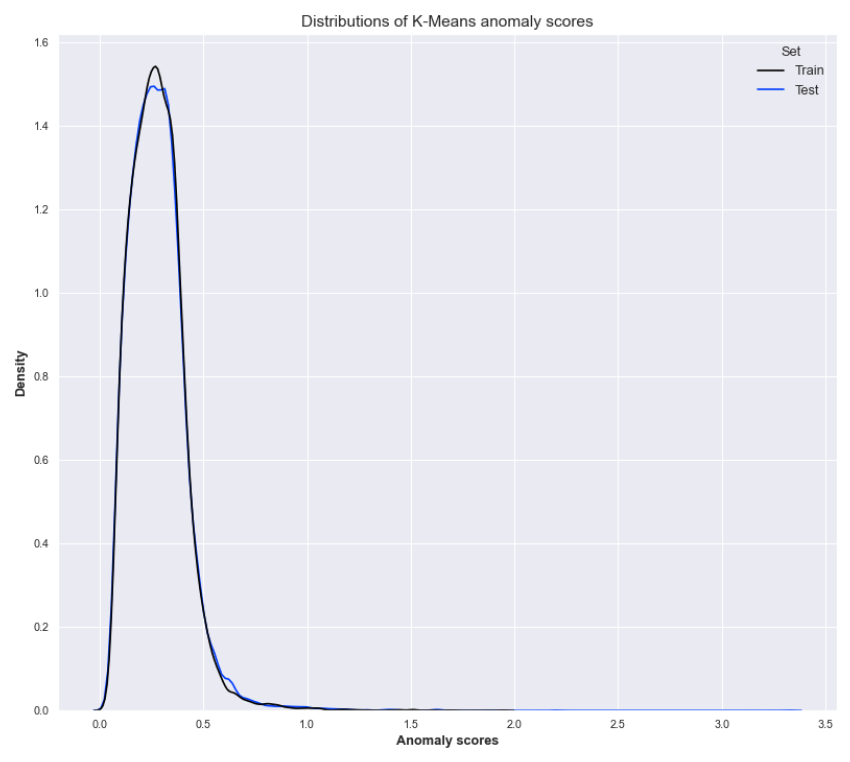 Distributions of K-Means anomaly scores
Set
Train
Test
1.6
1.4
1.2
1.0
0.8
0.6
0.4
0.2
0.0
Density
0.0 0.5 1.0 1.5 2.0 2.5 3.0 3.5
Anomaly scores